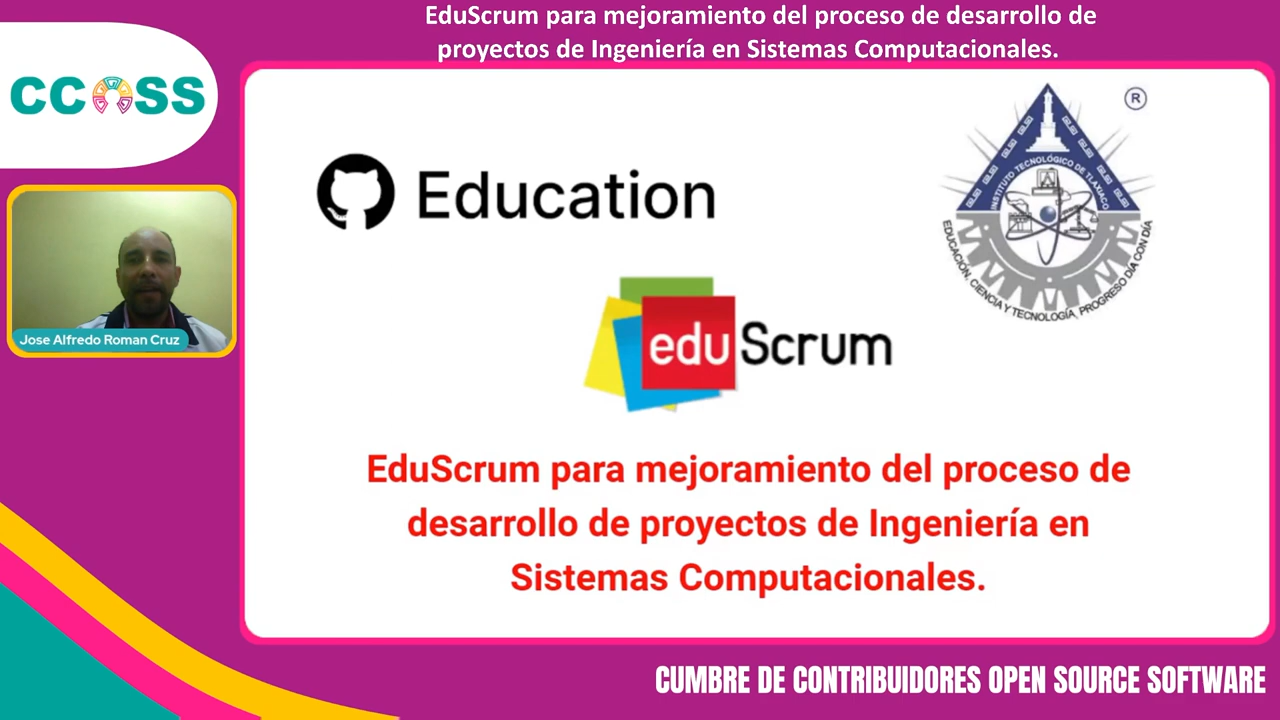 EduScrum para mejoramiento del proceso de desarrollo de
proyectos de Ingeniería en Sistemas Computacionales.
CCOSS
Jose Alfredo Roman Cruz
Education
®
INSTITUTO TECNOLÓGICO DE TLAXIACO
EDUCACIÓN, CIENCIA Y TECNOLOGÍA, PROGRESO DÍA CON DÍA
eduScrum
EduScrum para mejoramiento del proceso de
desarrollo de proyectos de Ingeniería en
Sistemas Computacionales.
CUMBRE DE CONTRIBUIDORES OPEN SOURCE SOFTWARE